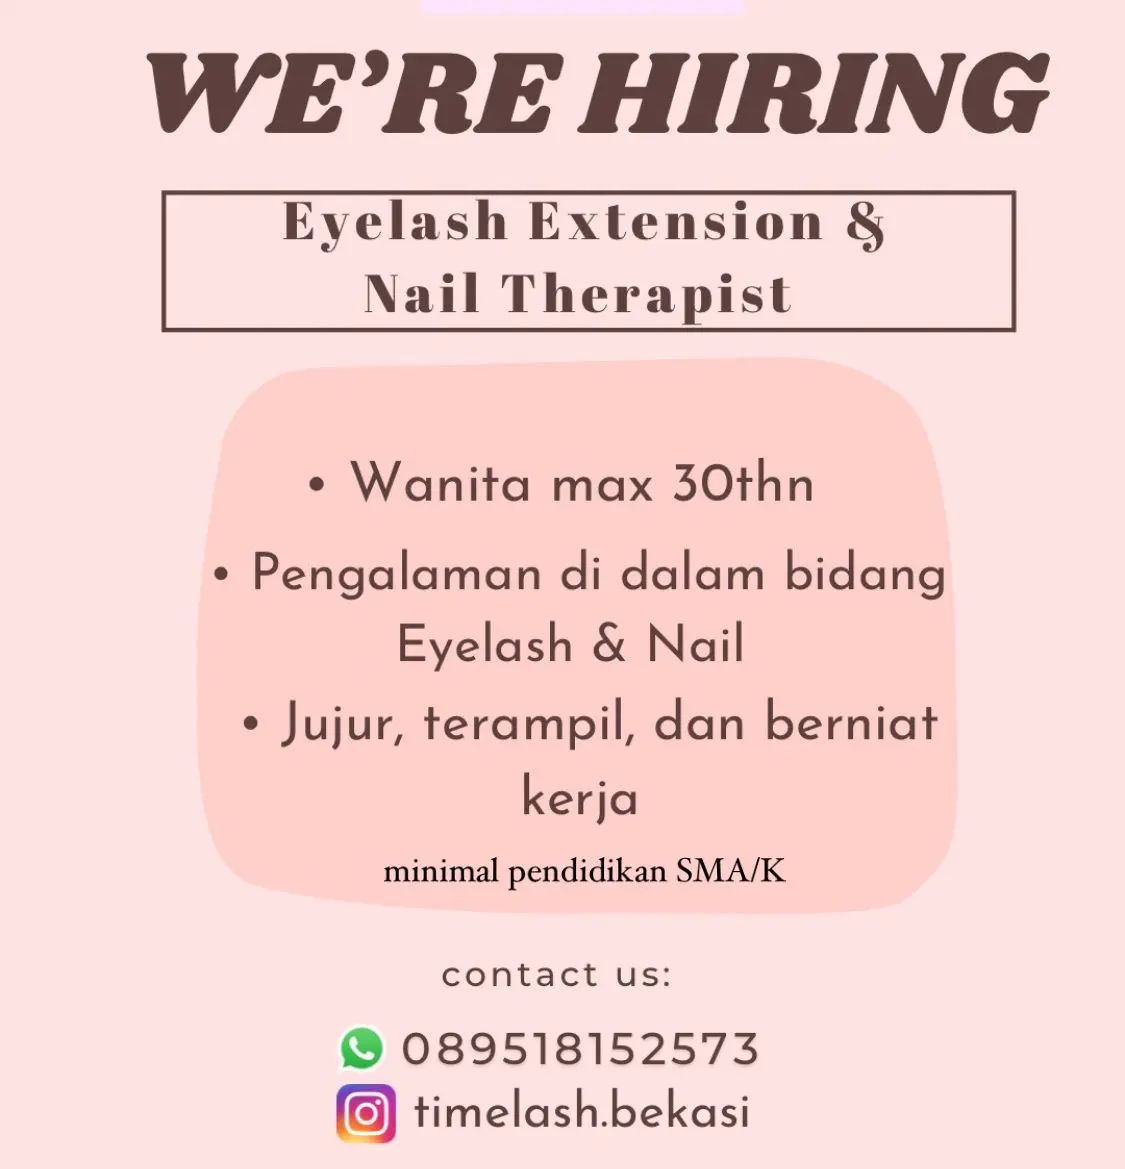 WE'RE HIRING
Eyelash Extension &
Nail Therapist
• Wanita max 30thn
• Pengalaman di dalam bidang
Eyelash & Nail
• Jujur, terampil, dan berniat
kerja
minimal pendidikan SMA/K
contact us:
089518152573
timelash.bekasi